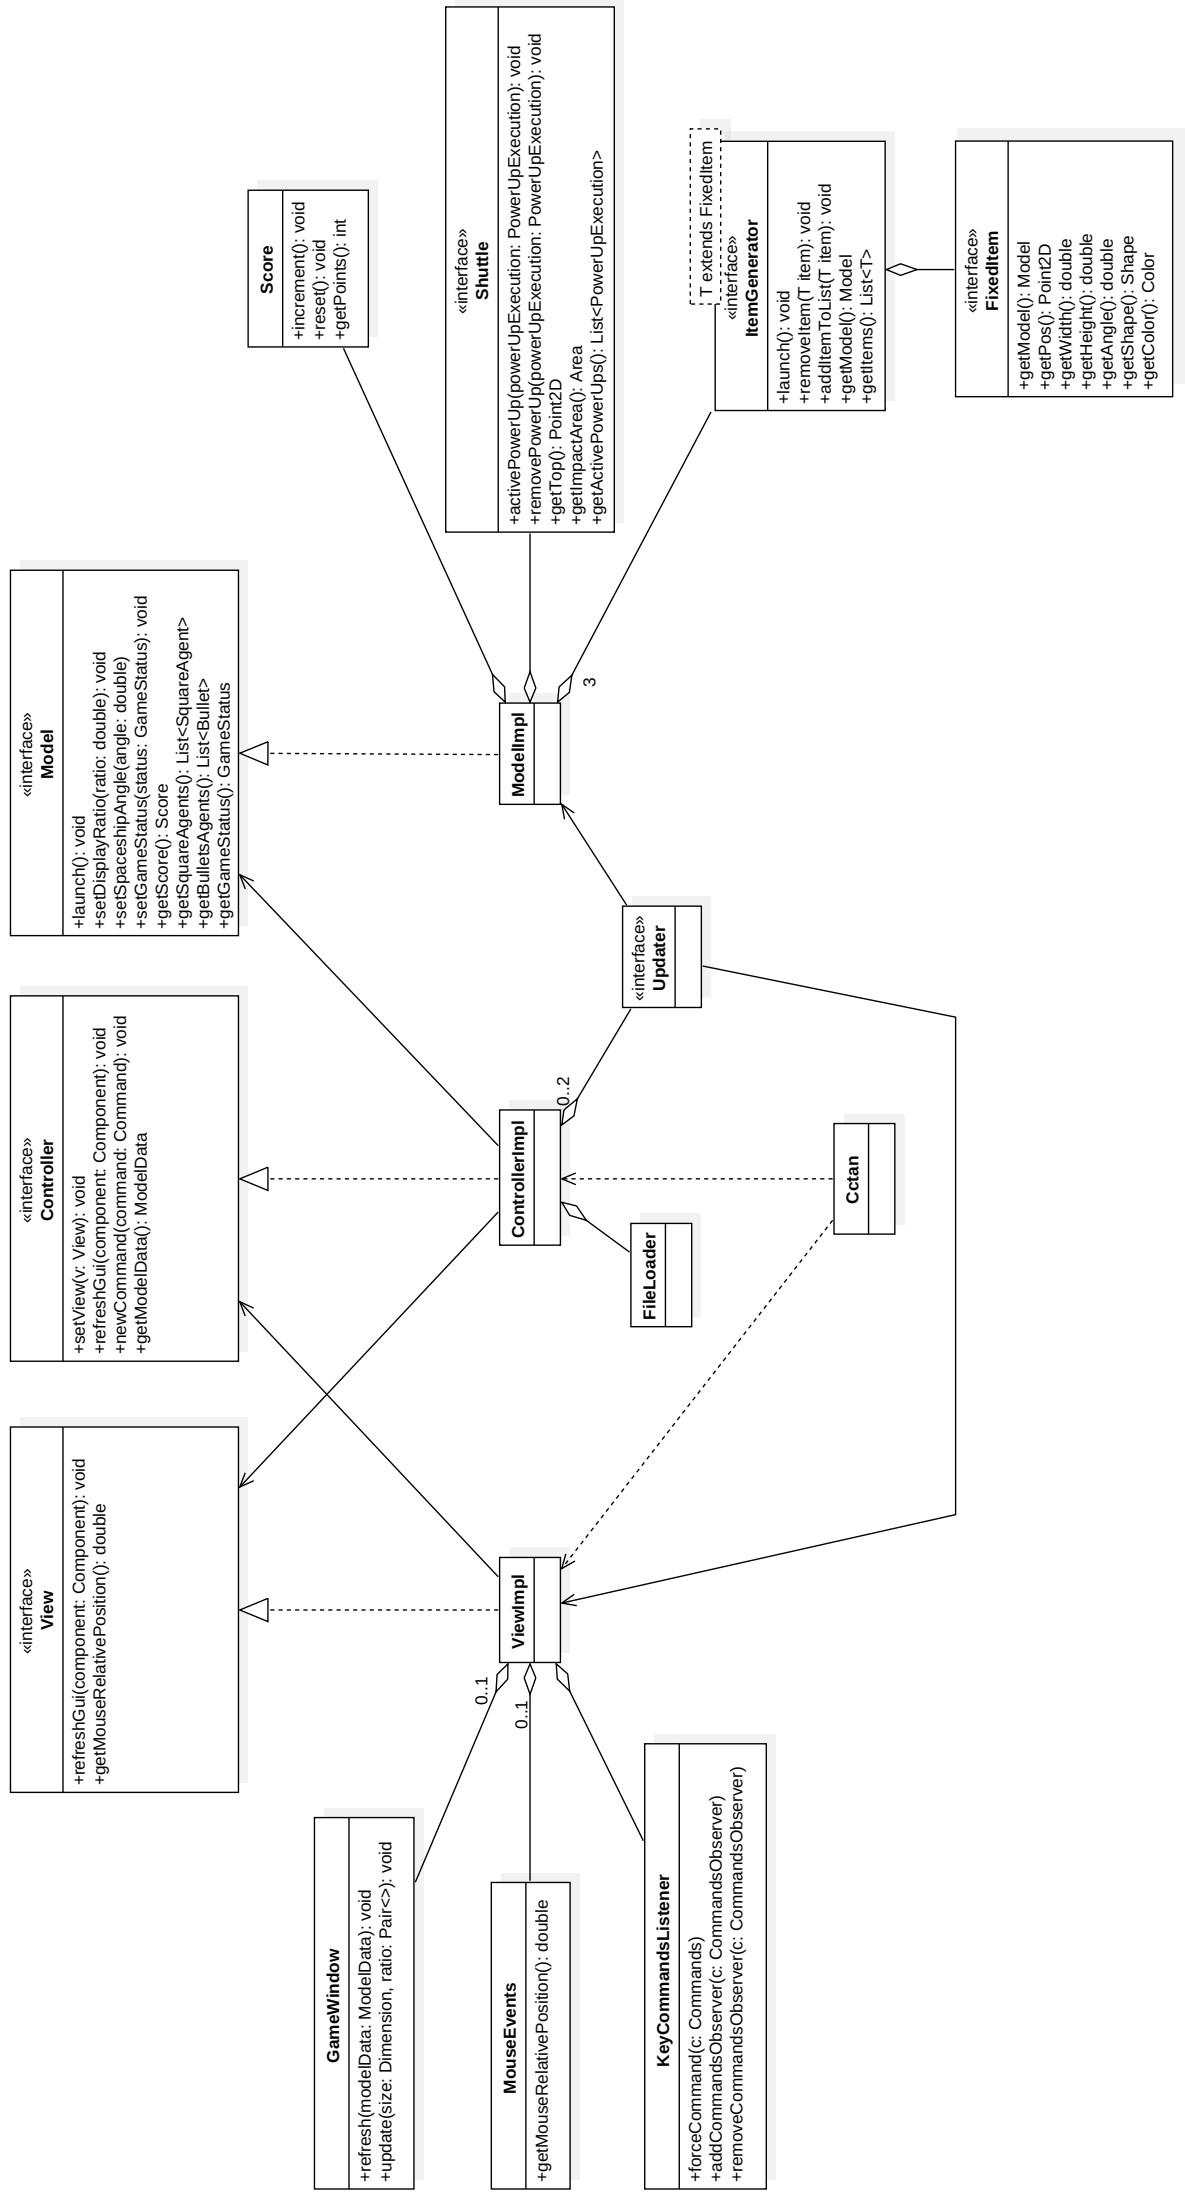 «interface»
View
+refreshGui(component: Component): void
+getMouseRelativePosition(): double
«interface»
Controller
+setView(v: View): void
+refreshGui(component: Component): void
+newCommand(command: Command): void
+getModelData(): ModelData
«interface»
Model
+launch(): void
+setDisplayRatio(ratio: double): void
+setSpaceshipAngle(angle: double)
+setGameStatus(status: GameStatus): void
+getScore(): Score
+getSquareAgents(): List<SquareAgent>
+getBulletsAgents(): List<Bullet>
+getGameStatus(): GameStatus
Score
+increment(): void
+reset(): void
+getPoints(): int
GameWindow
+refresh(modelData: ModelData): void
+update(size: Dimension, ratio: Pair<>): void
0..1
«interface»
Shuttle
+activePowerUp(powerUpExecution: PowerUpExecution): void
+removePowerUp(powerUpExecution: PowerUpExecution): void
+getTop(): Point2D
+getImpactArea(): Area
+getActivePowerUps(): List<PowerUpExecution>
MouseEvents
+getMouseRelativePosition(): double
0..1
ViewImpl
ControllerImpl
ModelImpl
0..2
3
FileLoader
«interface»
Updater
KeyCommandsListener
+forceCommand(c: Commands)
+addCommandsObserver(c: CommandsObserver)
+removeCommandsObserver(c: CommandsObserver)
T extends FixedItem
«interface»
ItemGenerator
+launch(): void
+removeItem(T item): void
+addItemToList(T item): void
+getModel(): Model
+getItems(): List<T>
Cctan
«interface»
FixedItem
+getModel(): Model
+getPos(): Point2D
+getWidth(): double
+getHeight(): double
+getAngle(): double
+getShape(): Shape
+getColor(): Color